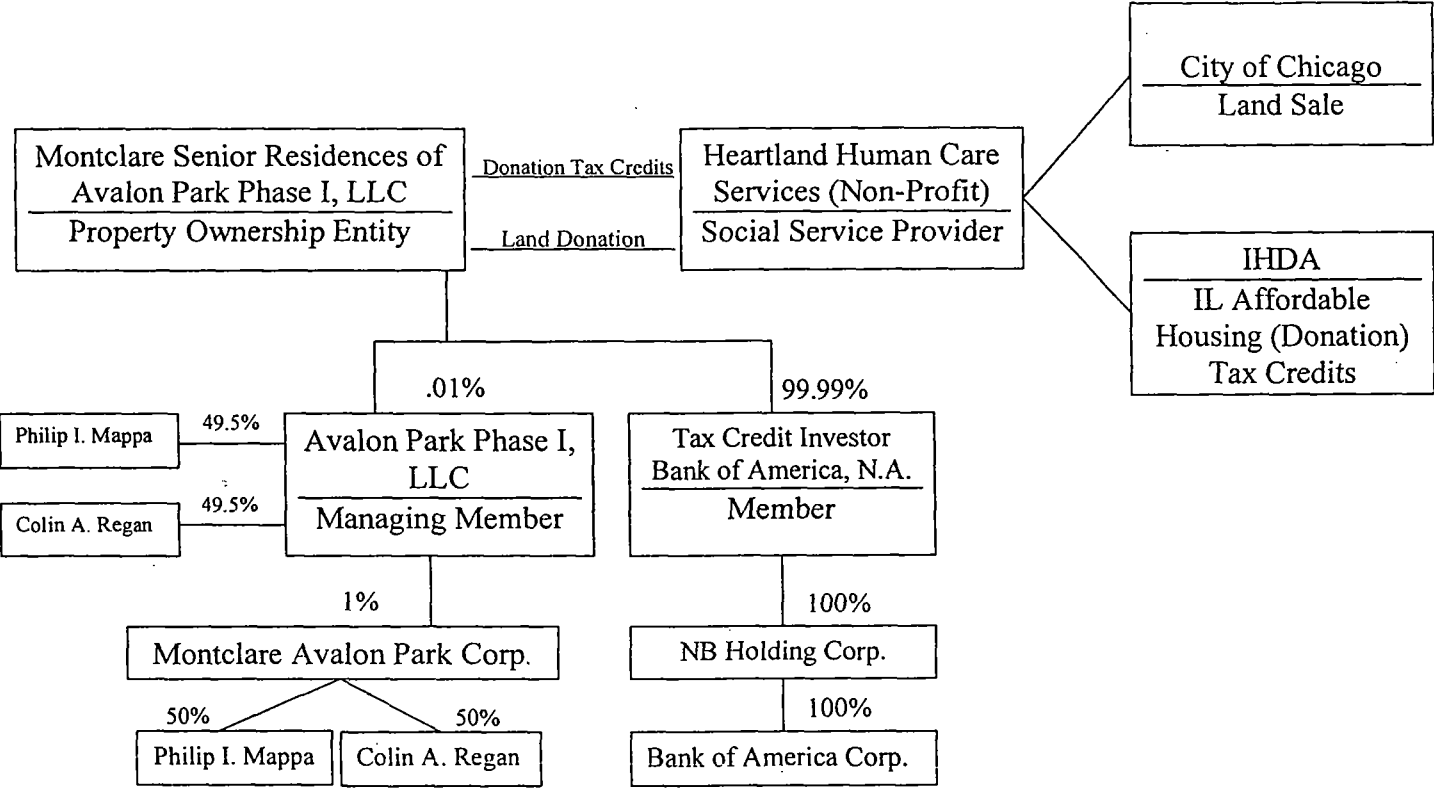 City of Chicago
Land Sale
Montclare Senior Residences of
Avalon Park Phase I, LLC
Property Ownership Entity
Donation Tax Credits
Land Donation
Heartland Human Care
Services (Non-Profit)
Social Service Provider
IHDA
IL Affordable
Housing (Donation)
Tax Credits
.01%
99.99%
Philip I. Mappa
49.5%
Colin A. Regan
49.5%
Avalon Park Phase I,
LLC
Managing Member
Tax Credit Investor
Bank of America, N.A.
Member
1%
100%
Montclare Avalon Park Corp.
NB Holding Corp.
50%
50%
100%
Philip I. Mappa
Colin A. Regan
Bank of America Corp.